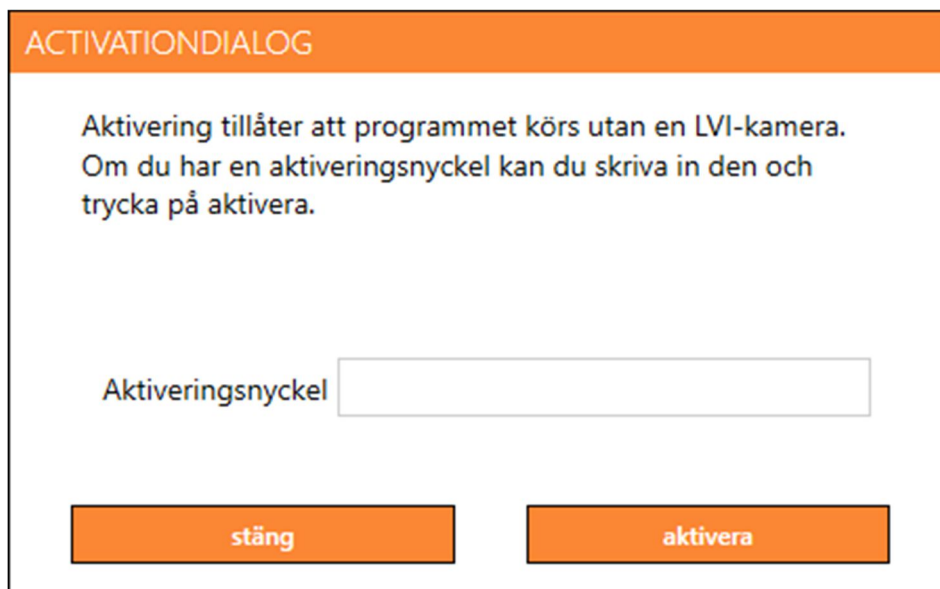 ACTIVATIONDIALOG
Aktivering tillåter att programmet körs utan en LVI-kamera.
Om du har en aktiveringsnyckel kan du skriva in den och
trycka på aktivera.
Aktiveringsnyckel
stäng
aktivera